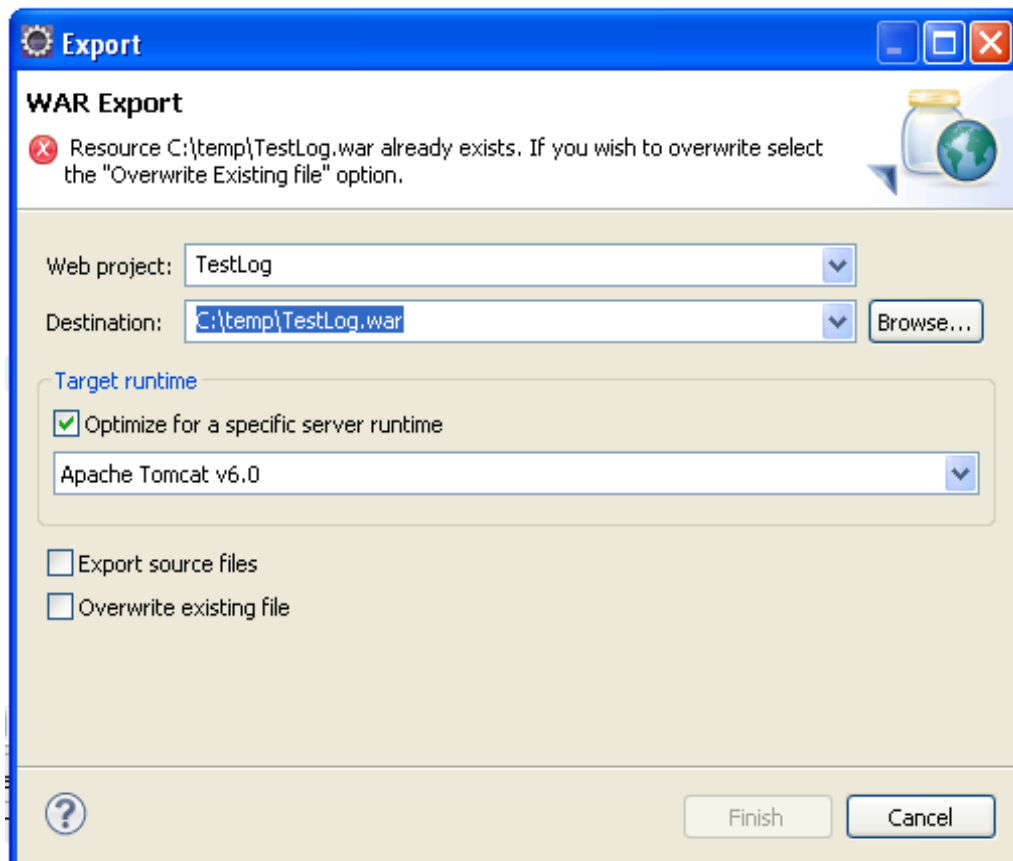 Export
WAR Export
Resource C:\temp\TestLog.war already exists. If you wish to overwrite select
the "Overwrite Existing file" option.
Web project: TestLog
Destination: C:\temp\TestLog.war Browse...
Target runtime
Optimize for a specific server runtime
Apache Tomcat v6.0
Export source files
Overwrite existing file
? Finish Cancel